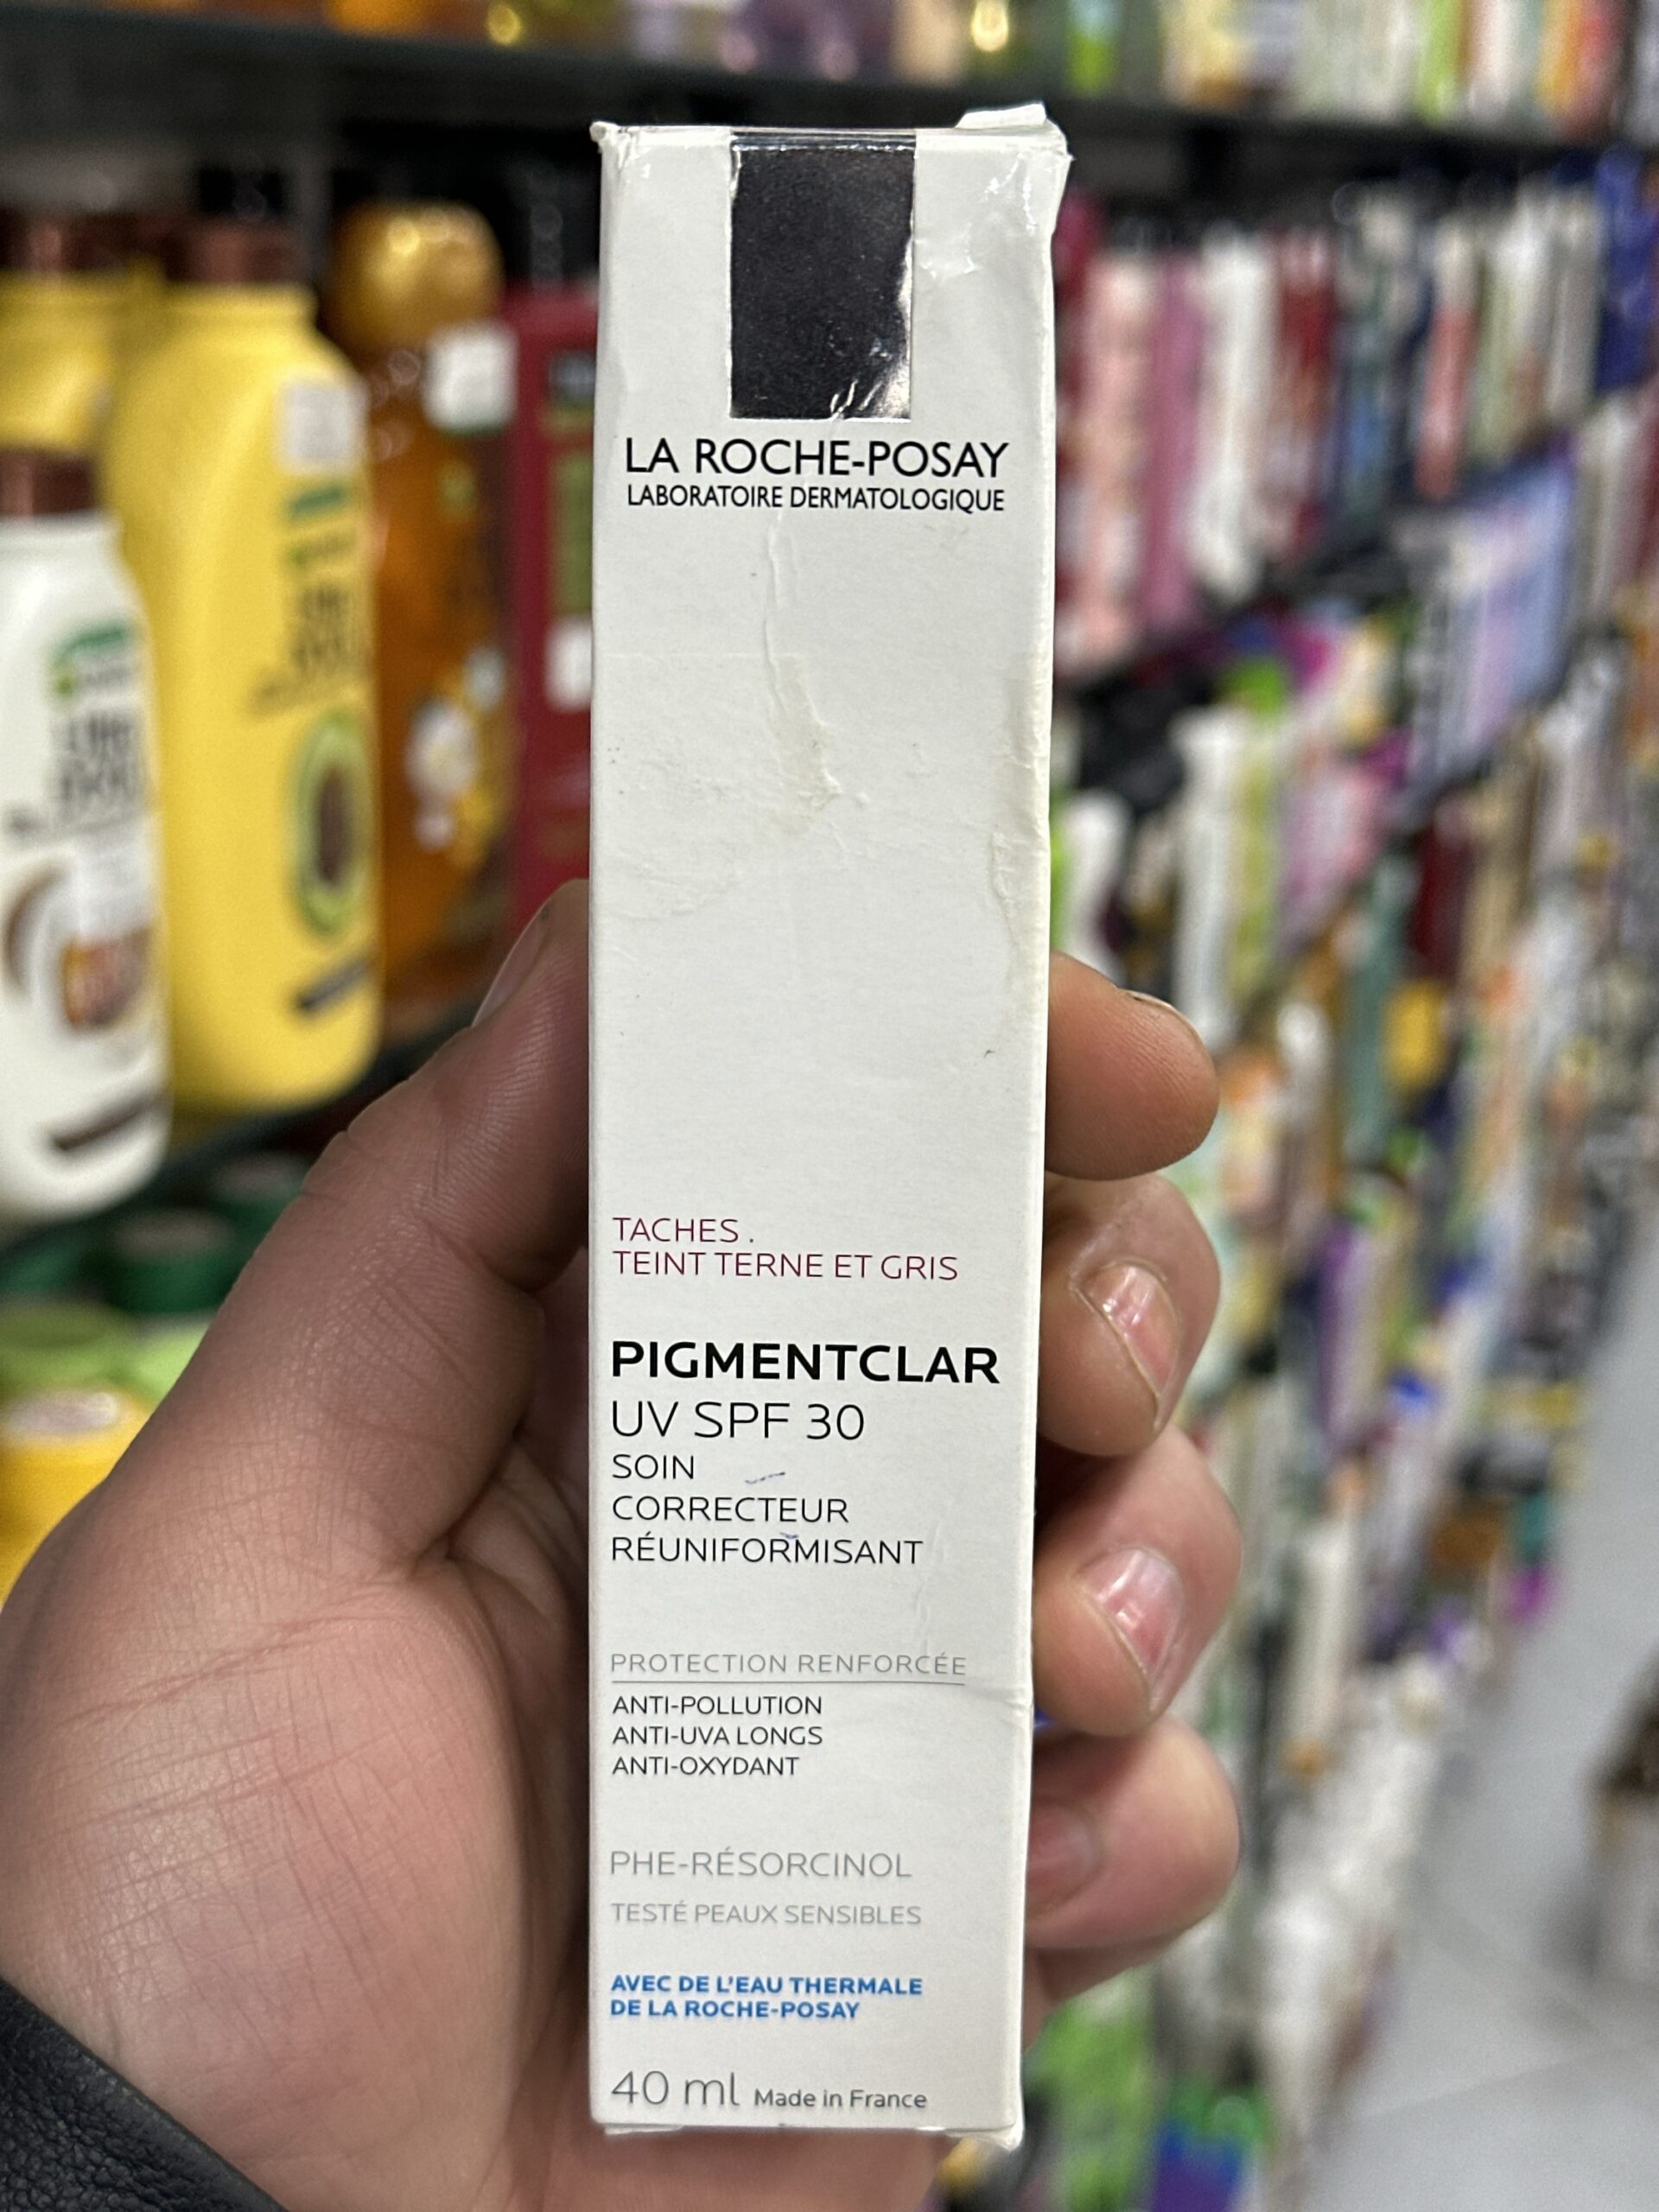 LA ROCHE-POSAY
LABORATOIRE DERMATOLOGIQUE
TACHES .
TEINT TERNE ET GRIS
PIGMENTCLAR
UV SPF 30
SOIN
CORRECTEUR
RÉUNIFORMISANT
PROTECTION RENFORCÉE
ANTI-POLLUTION
ANTI-UVA LONGS
ANTI-OXYDANT
PHE-RÉSORCINOL
TESTÉ PEAUX SENSIBLES
AVEC DE L'EAU THERMALE
DE LA ROCHE-POSAY
40 ml Made in France